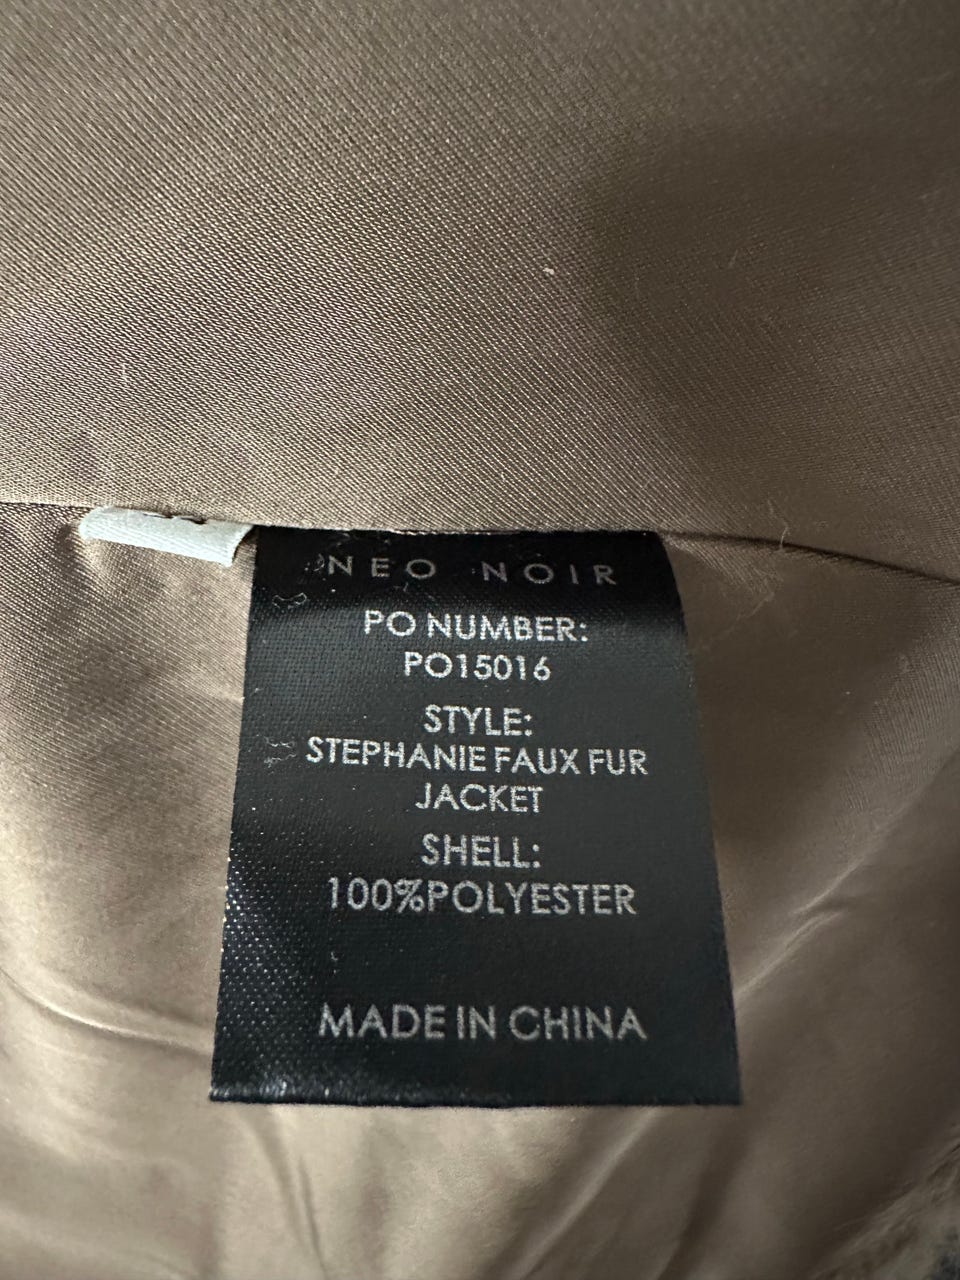 NEO NOIR
PO NUMBER:
PO15016
STYLE:
STEPHANIE FAUX FUR
JACKET
SHELL:
100%POLYESTER
MADE IN CHINA